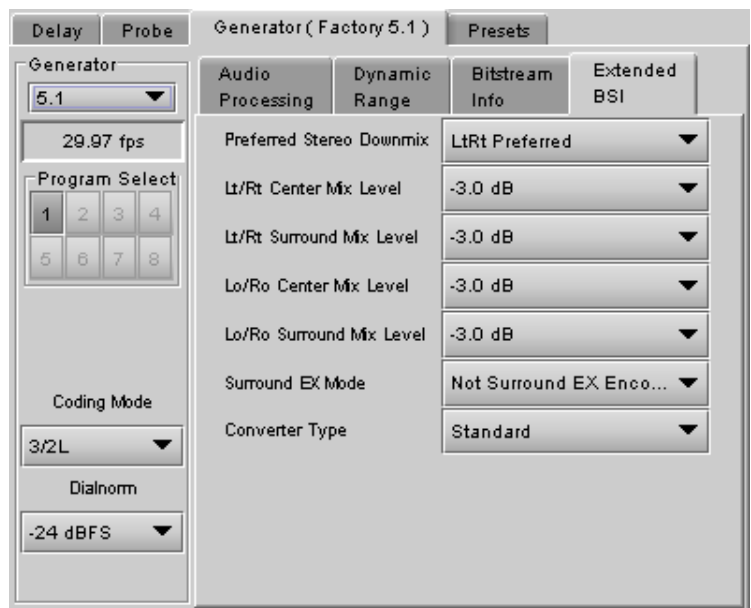 Delay Probe Generator ( Factory 5.1 ) Presets
Generator
5.1
29.97 fps
Program Select
1 2 3 4
5 6 7 8
Coding Mode
3/2L
Dialnorm
-24 dBFS
Audio Processing
Dynamic Range
Bitstream Info
Extended BSI
Preferred Stereo Downmix LtRt Preferred
Lt/Rt Center Mix Level -3.0 dB
Lt/Rt Surround Mix Level -3.0 dB
Lo/Ro Center Mix Level -3.0 dB
Lo/Ro Surround Mix Level -3.0 dB
Surround EX Mode Not Surround EX Enco...
Converter Type Standard